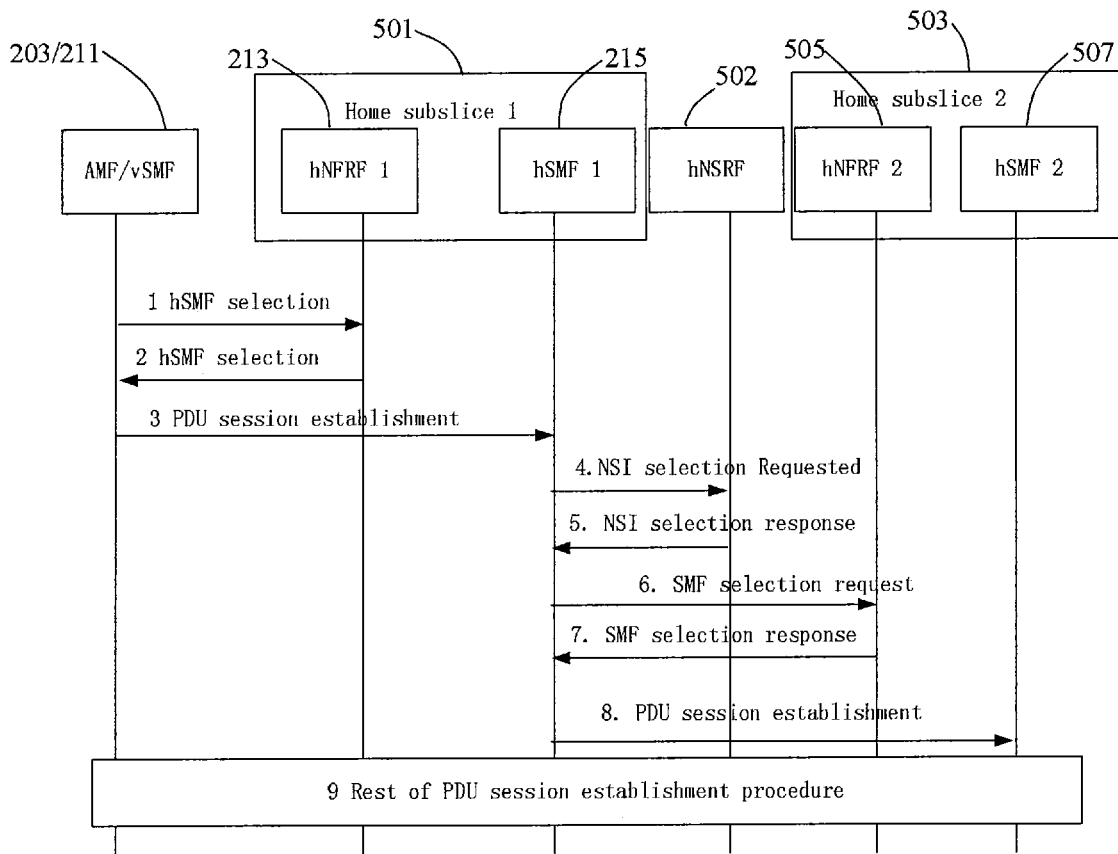 501
503
203/211
213
215
502
505
507
Home subslice 1
Home subslice 2
AMF/vSMF
hNFRF 1
hSMF 1
hNSRF
hNFRF 2
hSMF 2
1 hSMF selection
2 hSMF selection
3 PDU session establishment
4. NSI selection Requested
5. NSI selection response
6. SMF selection request
7. SMF selection response
8. PDU session establishment
9 Rest of PDU session establishment procedure